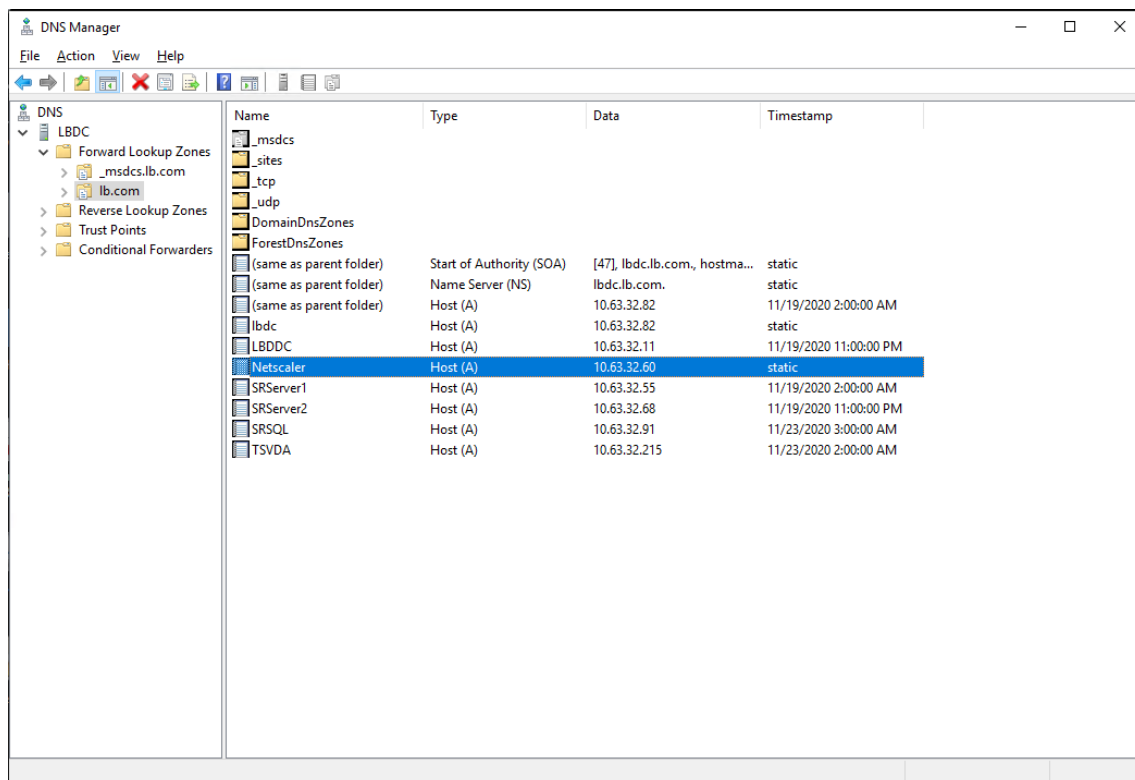 DNS Manager
File Action View Help
DNS
LBDC
Forward Lookup Zones
_msdcs.lb.com
lb.com
Reverse Lookup Zones
Trust Points
Conditional Forwarders
Name Type Data Timestamp
_msdcs
_sites
_tcp
_udp
DomainDnsZones
ForestDnsZones
(same as parent folder) Start of Authority (SOA) [47], lbdc.lb.com., hostma... static
(same as parent folder) Name Server (NS) lbdc.lb.com. static
(same as parent folder) Host (A) 10.63.32.82 11/19/2020 2:00:00 AM
lbdc Host (A) 10.63.32.82 static
LBDDC Host (A) 10.63.32.11 11/19/2020 11:00:00 PM
Netscaler Host (A) 10.63.32.60 static
SRServer1 Host (A) 10.63.32.55 11/19/2020 2:00:00 AM
SRServer2 Host (A) 10.63.32.68 11/19/2020 11:00:00 PM
SRSQL Host (A) 10.63.32.91 11/23/2020 3:00:00 AM
TSVDA Host (A) 10.63.32.215 11/23/2020 2:00:00 AM